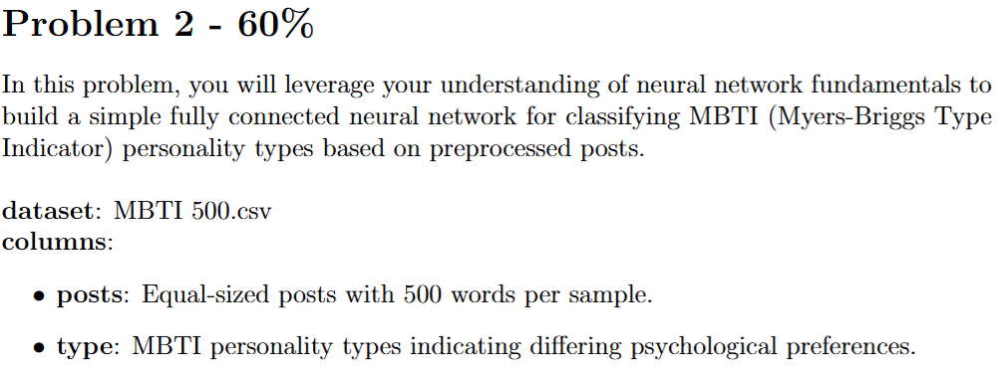 Problem 2 - 60%
In this problem, you will leverage your understanding of neural network fundamentals to
build a simple fully connected neural network for classifying MBTI (Myers-Briggs Type
Indicator) personality types based on preprocessed posts.
dataset: MBTI 500.csv
columns:
• posts: Equal-sized posts with 500 words per sample.
• type: MBTI personality types indicating differing psychological preferences.